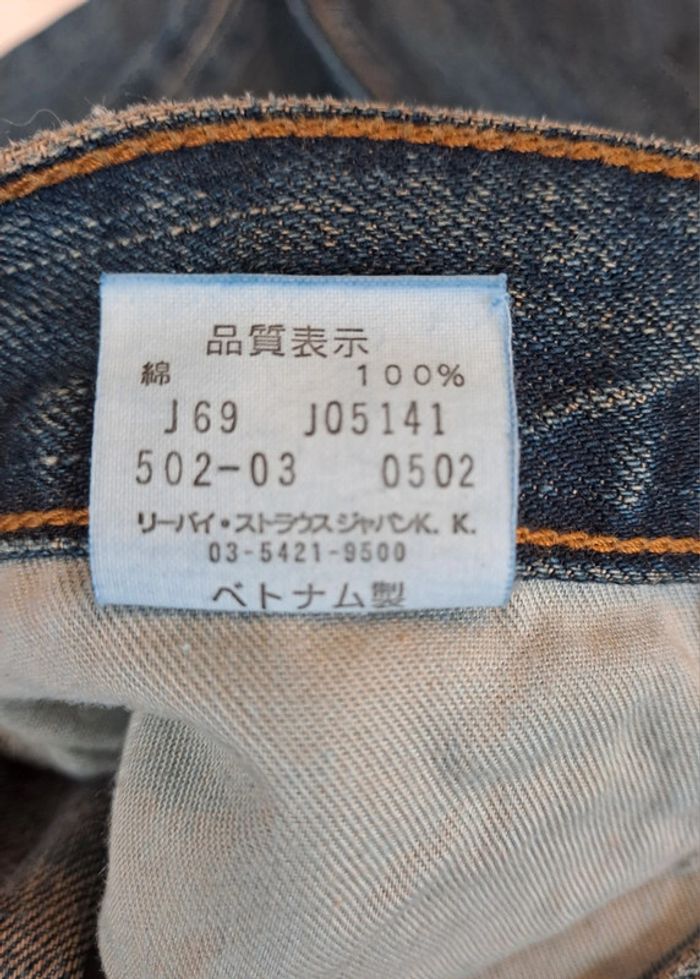 品質表示
綿 100%
J69 J05141
502-03 0502
リーバイ・ストラウスジャパンK. K.
03-5421-9500
ベトナム製